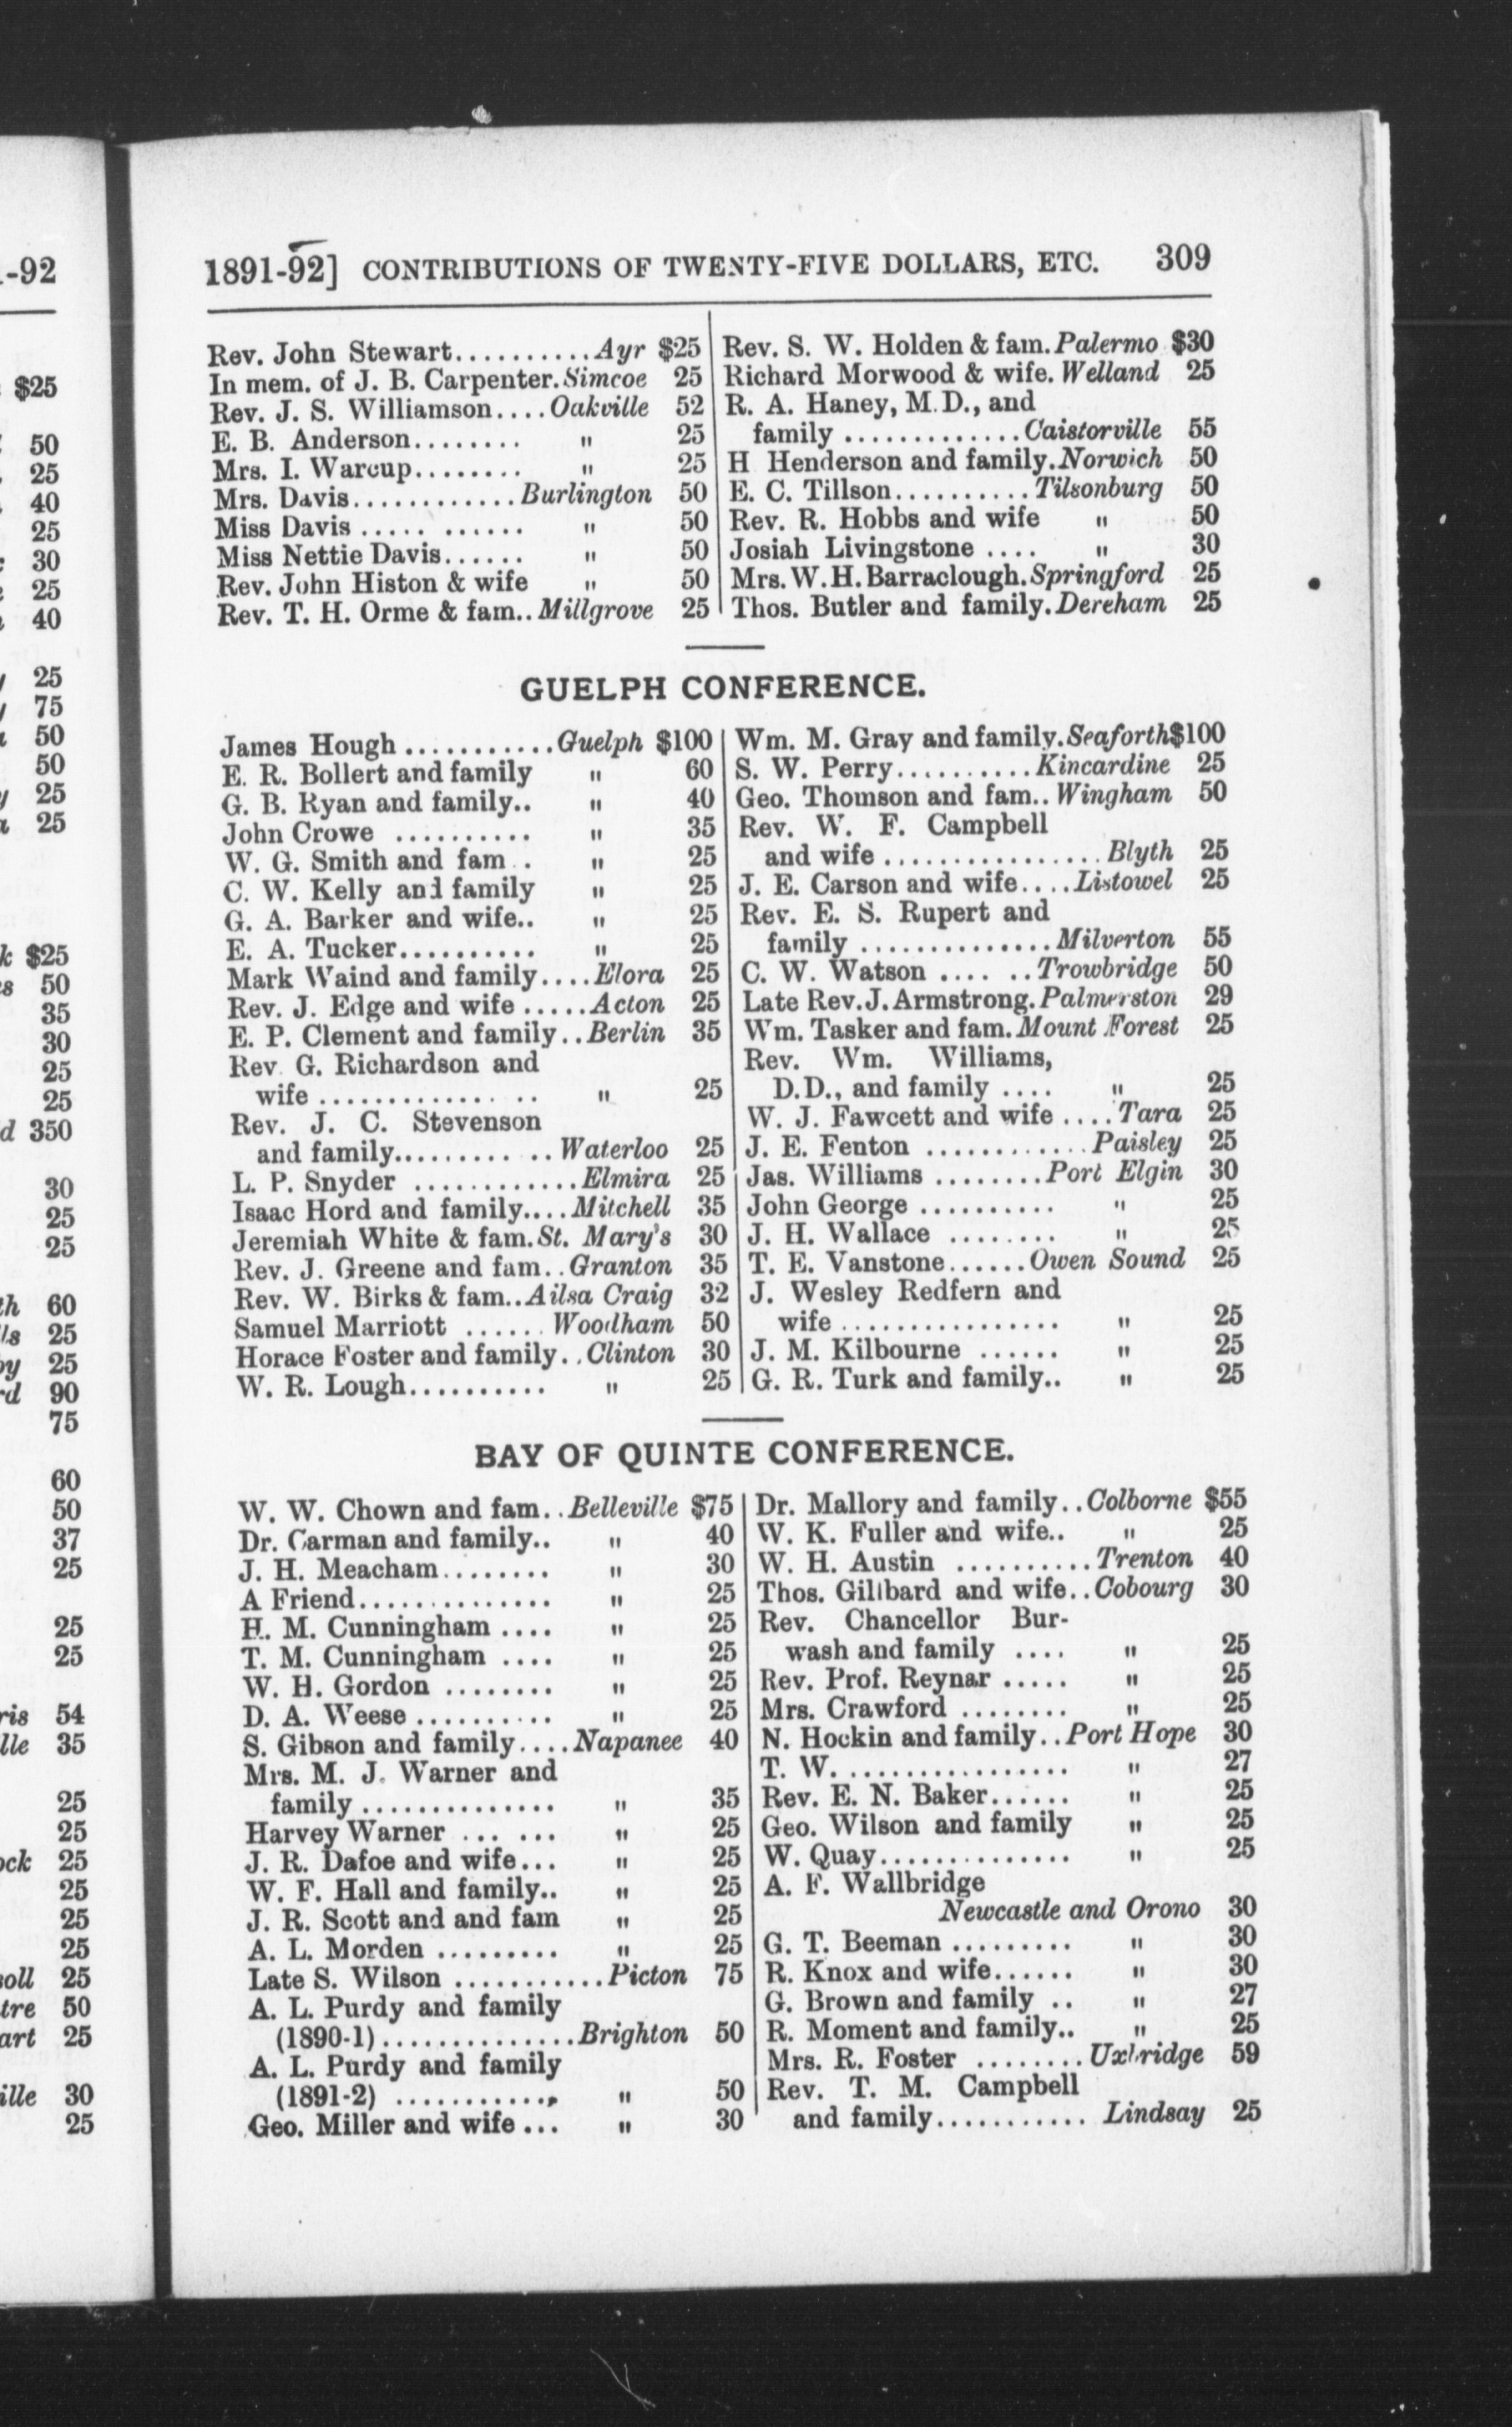 1891-92] CONTRIBUTIONS OF TWENTY-FIVE DOLLARS, ETC. 309
Rev. John Stewart..........Ayr $25
In mem. of J. B. Carpenter.Simcoe 25
Rev. J. S. Williamson....Oakville 52
E. B. Anderson........ " 25
Mrs. I. Warcup........ " 25
Mrs. Davis............Burlington 50
Miss Davis ..... ...... " 50
Miss Nettie Davis...... " 50
Rev. John Histon & wife " 50
Rev. T. H. Orme & fam..Millgrove 25
Rev. S. W. Holden & fam.Palermo $30
Richard Morwood & wife.Welland 25
R. A. Haney, M.D., and
family .............Caistorville 55
H Henderson and family.Norwich 50
E. C. Tillson..........Tilsonburg 50
Rev. R. Hobbs and wife " 50
Josiah Livingstone .... " 30
Mrs. W. H. Barraclough.Springford 25
Thos. Butler and family.Dereham 25
GUELPH CONFERENCE.
James Hough ...........Guelph $100
E. R. Bollert and family " 60
G. B. Ryan and family.. " 40
John Crowe .......... " 35
W. G. Smith and fam.. " 25
C. W. Kelly and family " 25
G. A. Barker and wife.. " 25
E. A. Tucker.......... " 25
Mark Waind and family....Elora 25
Rev. J. Edge and wife .....Acton 25
E. P. Clement and family..Berlin 35
Rev. G. Richardson and
wife ................ " 25
Rev. J. C. Stevenson
and family........... Waterloo 25
L. P. Snyder ............Elmira 25
Isaac Hord and family....Mitchell 35
Jeremiah White & fam.St. Mary's 30
Rev. J. Greene and fam..Granton 35
Rev. W. Birks & fam..Ailsa Craig 32
Samuel Marriott ......Woodham 50
Horace Foster and family..Clinton 30
W. R. Lough.......... " 25
Wm. M. Gray and family.Seaforth $100
S. W. Perry..........Kincardine 25
Geo. Thomson and fam..Wingham 50
Rev. W. F. Campbell
and wife ................Blyth 25
J. E. Carson and wife....Listowel 25
Rev. E. S. Rupert and
family ..............Milverton 55
C. W. Watson .... ..Trowbridge 50
Late Rev. J. Armstrong.Palmerston 29
Wm. Tasker and fam.Mount Forest 25
Rev. Wm. Williams,
D.D., and family .... " 25
W. J. Fawcett and wife ....Tara 25
J. E. Fenton ............Paisley 25
Jas. Williams ........Port Elgin 30
John George .......... " 25
J. H. Wallace ........ " 25
T. E. Vanstone......Owen Sound 25
J. Wesley Redfern and
wife ................ " 25
J. M. Kilbourne ...... " 25
G. R. Turk and family.. " 25
BAY OF QUINTE CONFERENCE.
W. W. Chown and fam..Belleville $75
Dr. Carman and family.. " 40
J. H. Meacham........ " 30
A Friend.............. " 25
H. M. Cunningham .... " 25
T. M. Cunningham .... " 25
W. H. Gordon ........ " 25
D. A. Weese .......... " 25
S. Gibson and family....Napanee 40
Mrs. M. J. Warner and
family .............. " 35
Harvey Warner ... ... " 25
J. R. Dafoe and wife... " 25
W. F. Hall and family.. " 25
J. R. Scott and and fam " 25
A. L. Morden ......... " 25
Late S. Wilson ...........Picton 75
A. L. Purdy and family
(1890-1)..............Brighton 50
A. L. Purdy and family
(1891-2) ............ " 50
Geo. Miller and wife ... " 30
Dr. Mallory and family..Colborne $55
W. K. Fuller and wife.. " 25
W. H. Austin ..........Trenton 40
Thos. Gillbard and wife..Cobourg 30
Rev. Chancellor Bur-
wash and family .... " 25
Rev. Prof. Reynar ..... " 25
Mrs. Crawford ........ " 25
N. Hockin and family..Port Hope 30
T. W. ................ " 27
Rev. E. N. Baker...... " 25
Geo. Wilson and family " 25
W. Quay.............. " 25
A. F. Wallbridge
Newcastle and Orono 30
G. T. Beeman ......... " 30
R. Knox and wife...... " 30
G. Brown and family .. " 27
R. Moment and family.. " 25
Mrs. R. Foster ........Uxbridge 59
Rev. T. M. Campbell
and family........... Lindsay 25